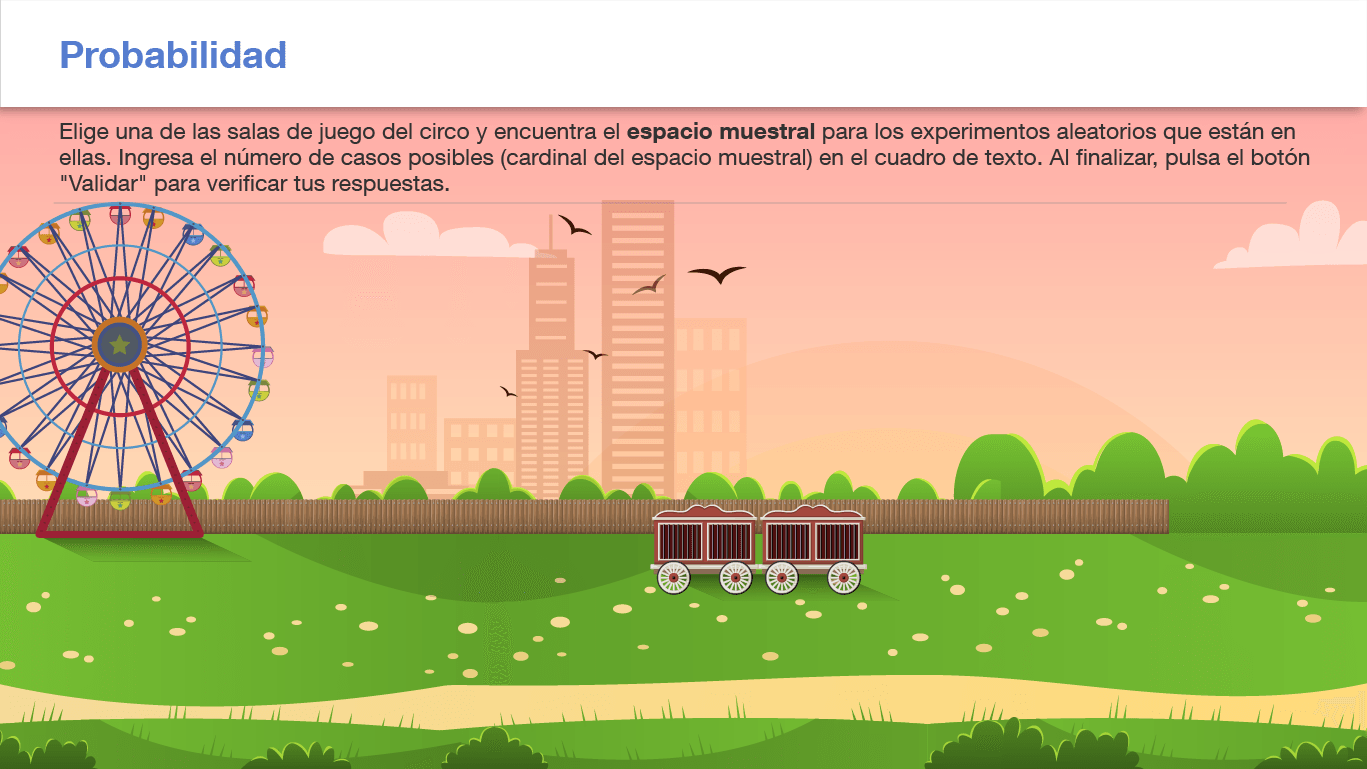 Probabilidad
Elige una de las salas de juego del circo y encuentra el espacio muestral para los experimentos aleatorios que están en
ellas. Ingresa el número de casos posibles (cardinal del espacio muestral) en el cuadro de texto. Al finalizar, pulsa el botón
"Validar" para verificar tus respuestas.